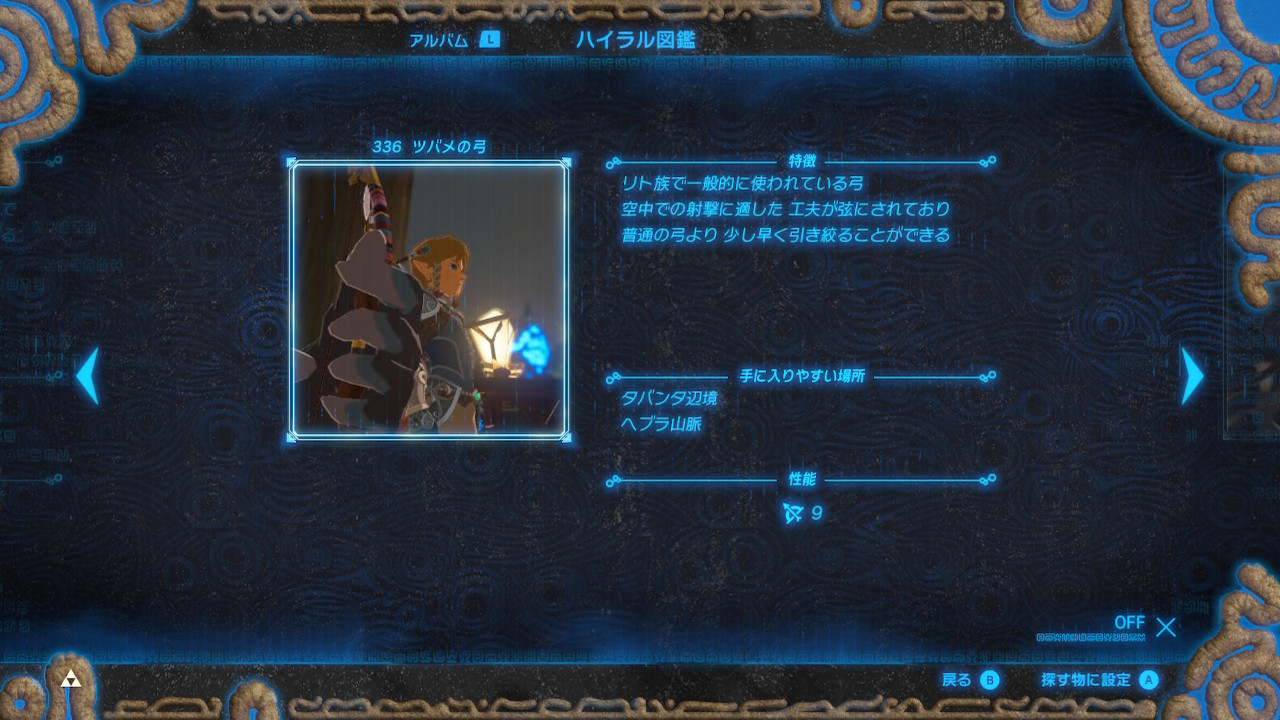 アルバム L
ハイラル図鑑
336 ツバメの弓
特徴
リト族で一般的に使われている弓
空中での射撃に適した 工夫が弦にされており
普通の弓より 少し早く引き絞ることができる
手に入りやすい場所
タバンタ辺境
ヘブラ山脈
性能
9
OFF
戻る B
探す物に設定 A